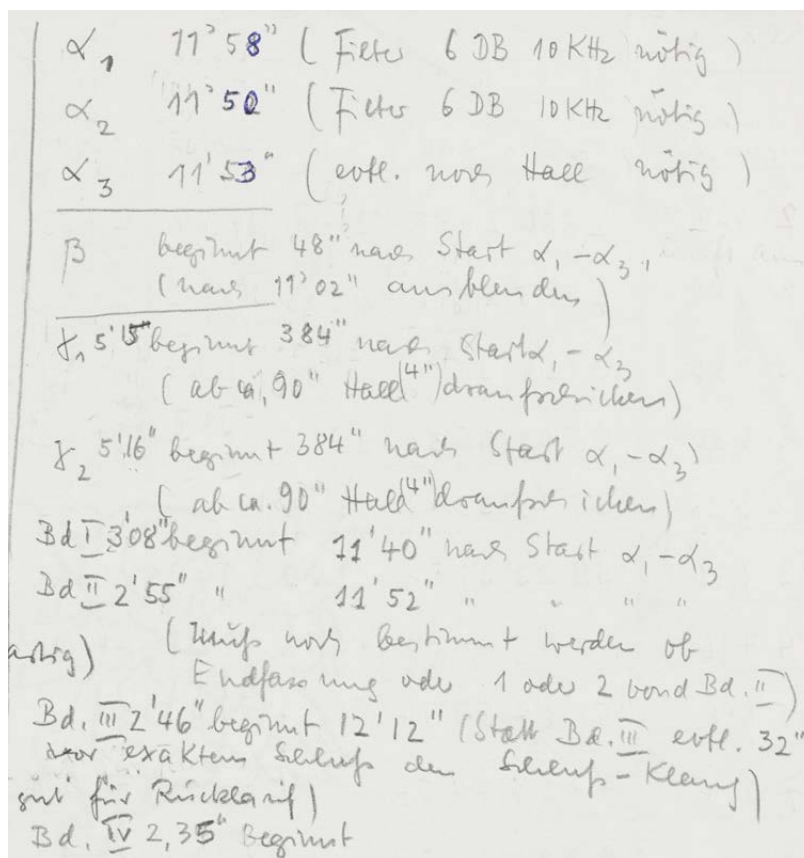 α₁ 11'58" (Filter 6 DB 10 KHz nötig)
α₂ 11'50" (Filter 6 DB 10 KHz nötig)
α₃ 11'53" (evtl. noch Hall nötig)
β beginnt 48" nach Start α₁-α₃,
(nach 11'02" ausblenden)
γ₁ 5'15" beginnt 384" nach Start α₁-α₃
(ab ca. 90" Hall (4") draufschicken)
γ₂ 5'16" beginnt 384" nach Start α₁-α₃)
(ab ca. 90" Hall (4") draufschicken)
Bd I 3'08" beginnt 11'40" nach Start α₁-α₃
Bd II 2'55" " 11'52" " " " "
(Muß noch bestimmt werden ob
artig)
Endfassung oder 1 oder 2 Bd. II)
Bd. III 2'46" beginnt 12'12" (Statt Bd. III evtl. 32"
vor exaktem Schluß den Schluß-Klang)
gut für Rücklauf)
Bd. IV 2,35" Beginnt